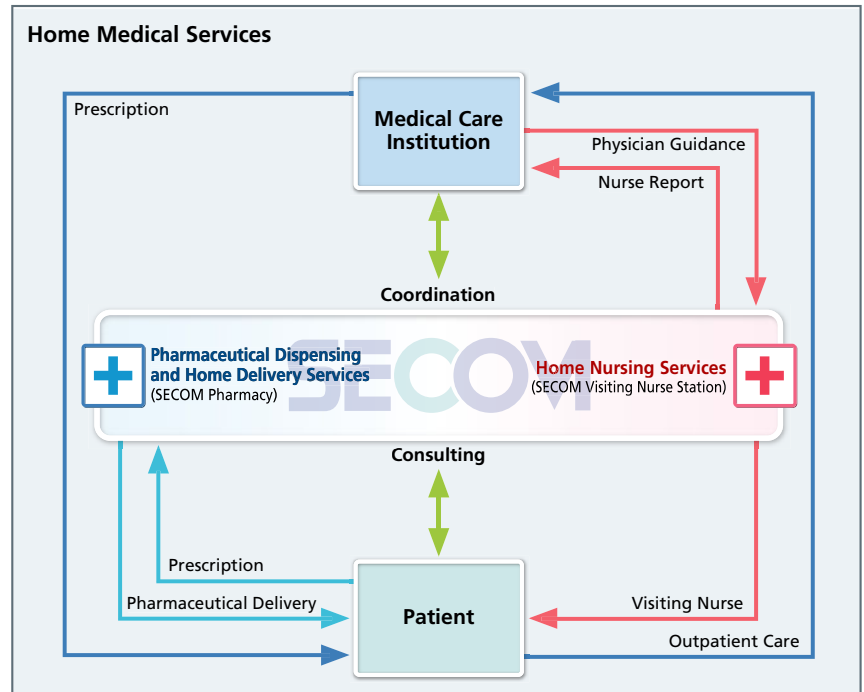 Home Medical Services
Prescription
Medical Care
Institution
Physician Guidance
Nurse Report
Coordination
SECOM
Pharmaceutical Dispensing
and Home Delivery Services
(SECOM Pharmacy)
Home Nursing Services
(SECOM Visiting Nurse Station)
Consulting
Prescription
Pharmaceutical Delivery
Patient
Visiting Nurse
Outpatient Care